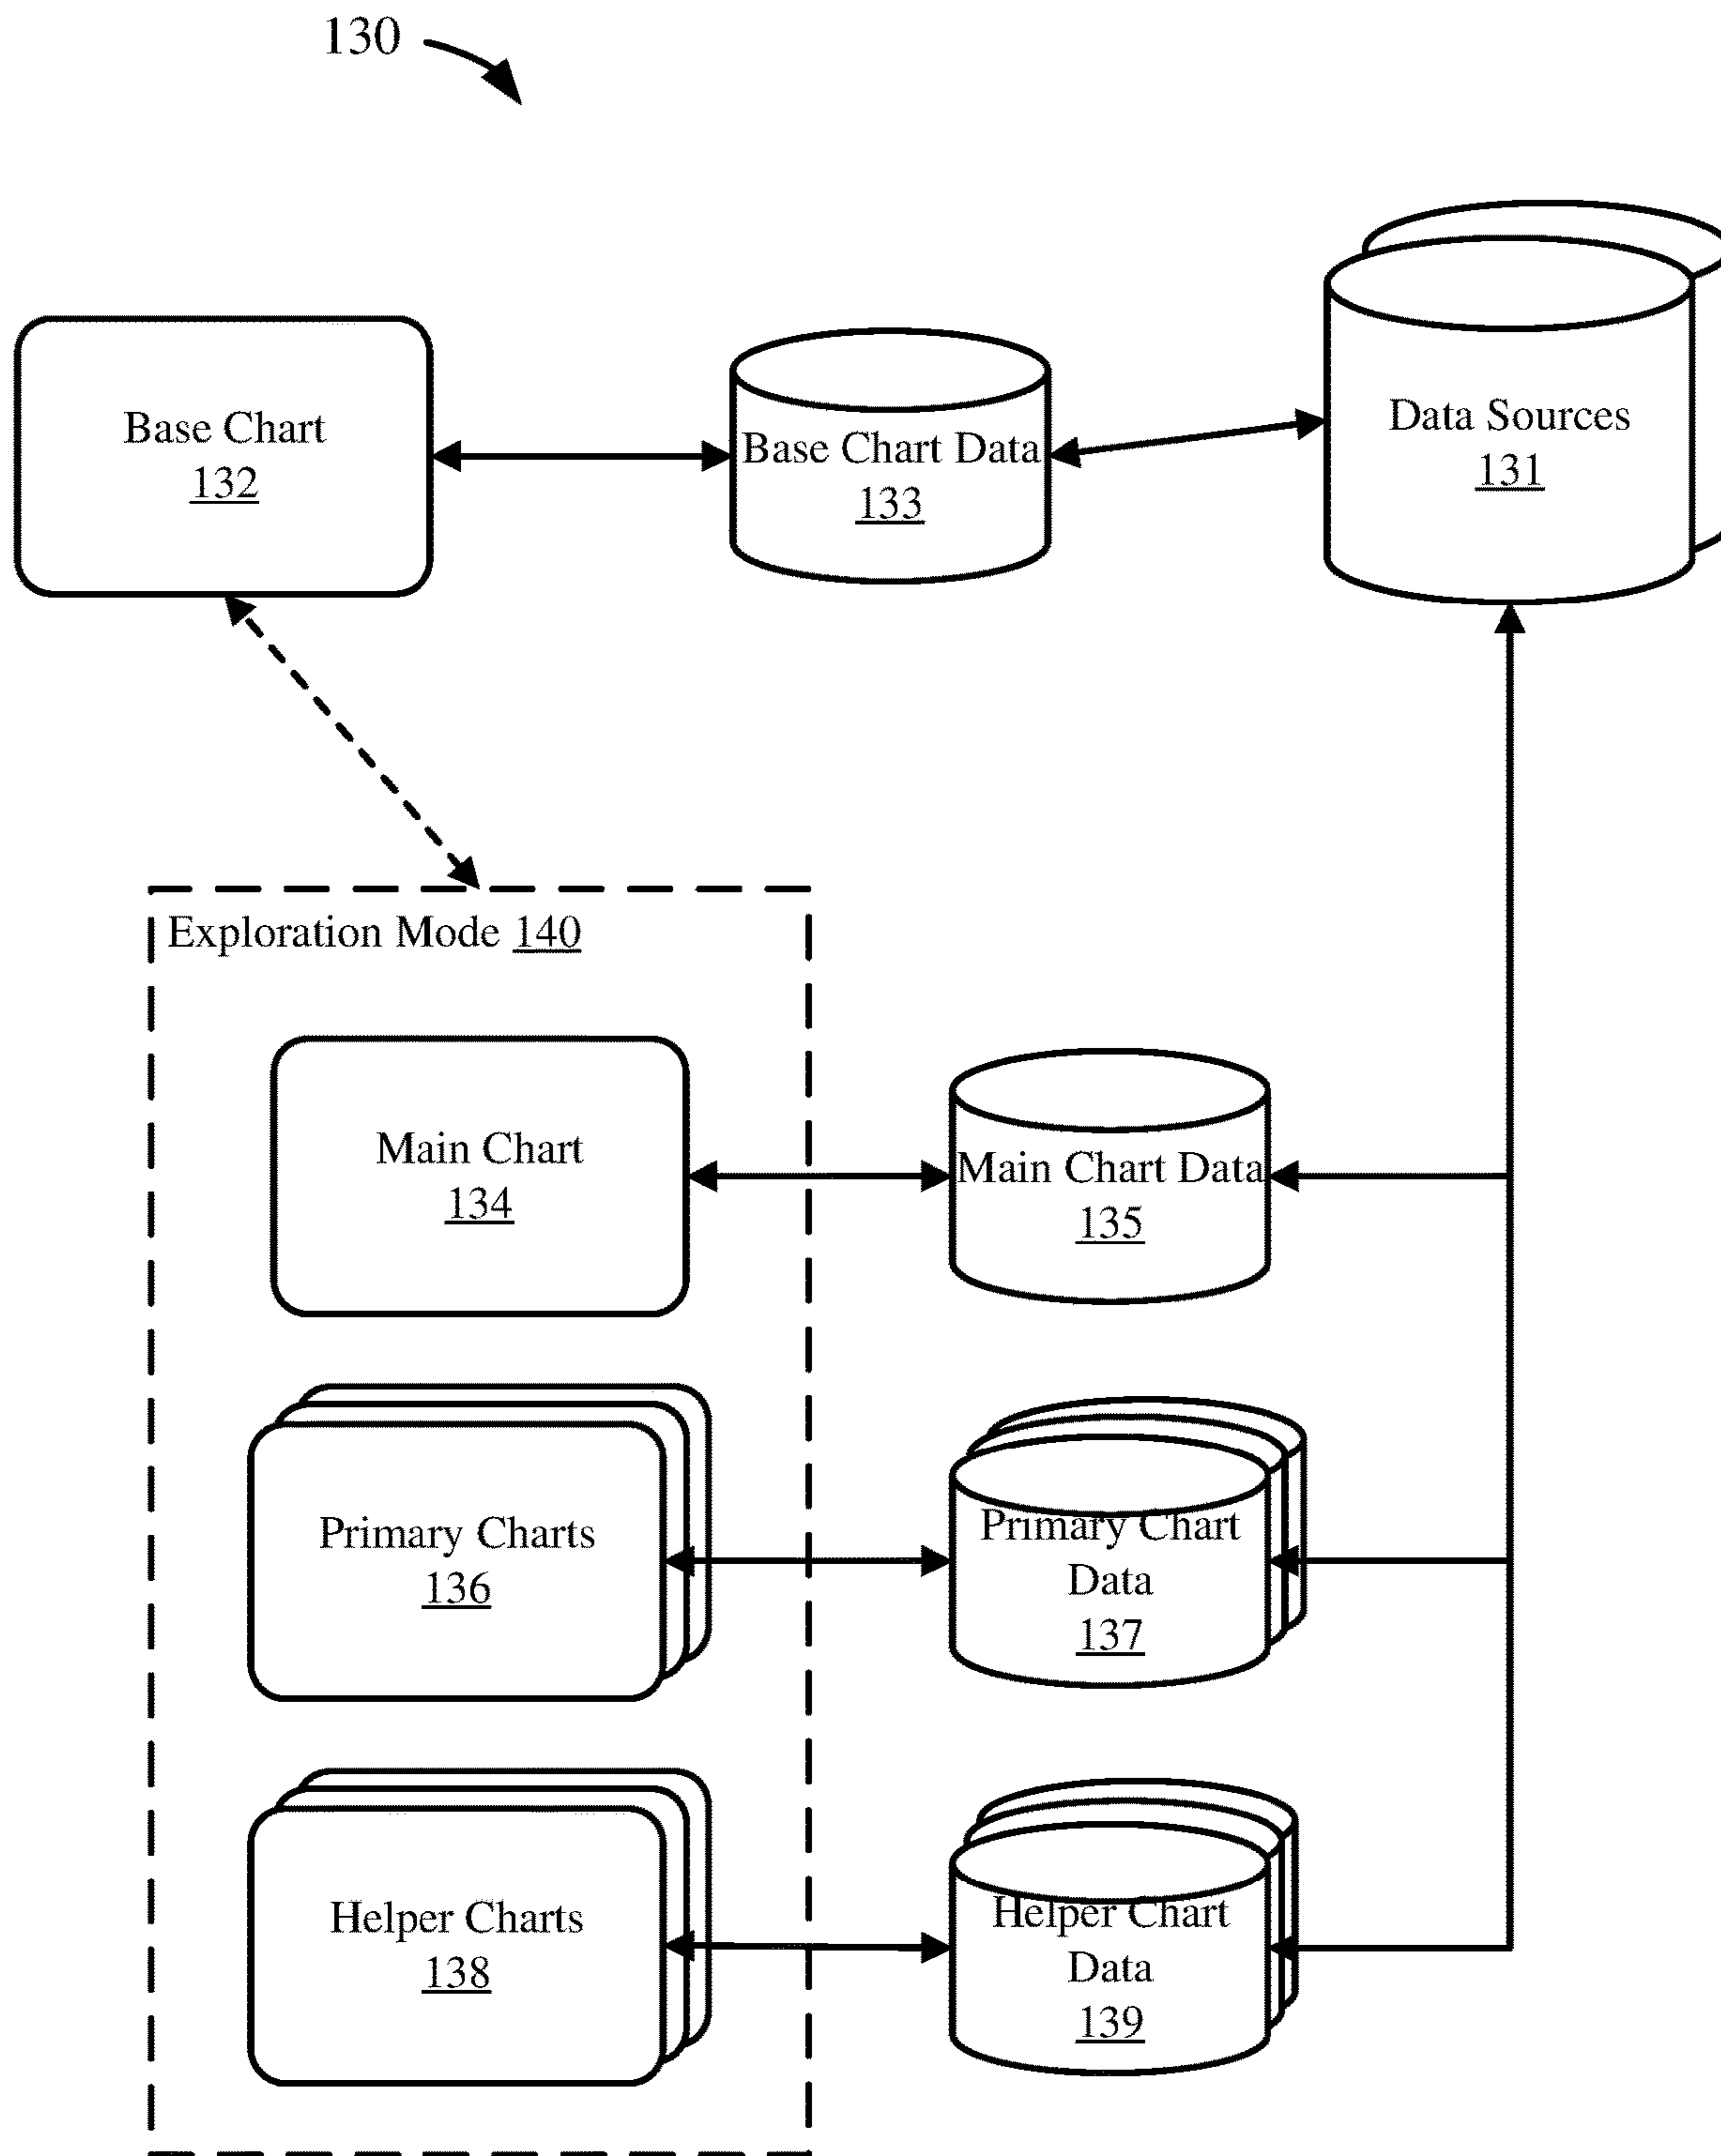 130
Base Chart
132
Base Chart Data
133
Data Sources
131
Exploration Mode 140
Main Chart
134
Main Chart Data
135
Primary Charts
136
Primary Chart
Data
137
Helper Charts
138
Helper Chart
Data
139